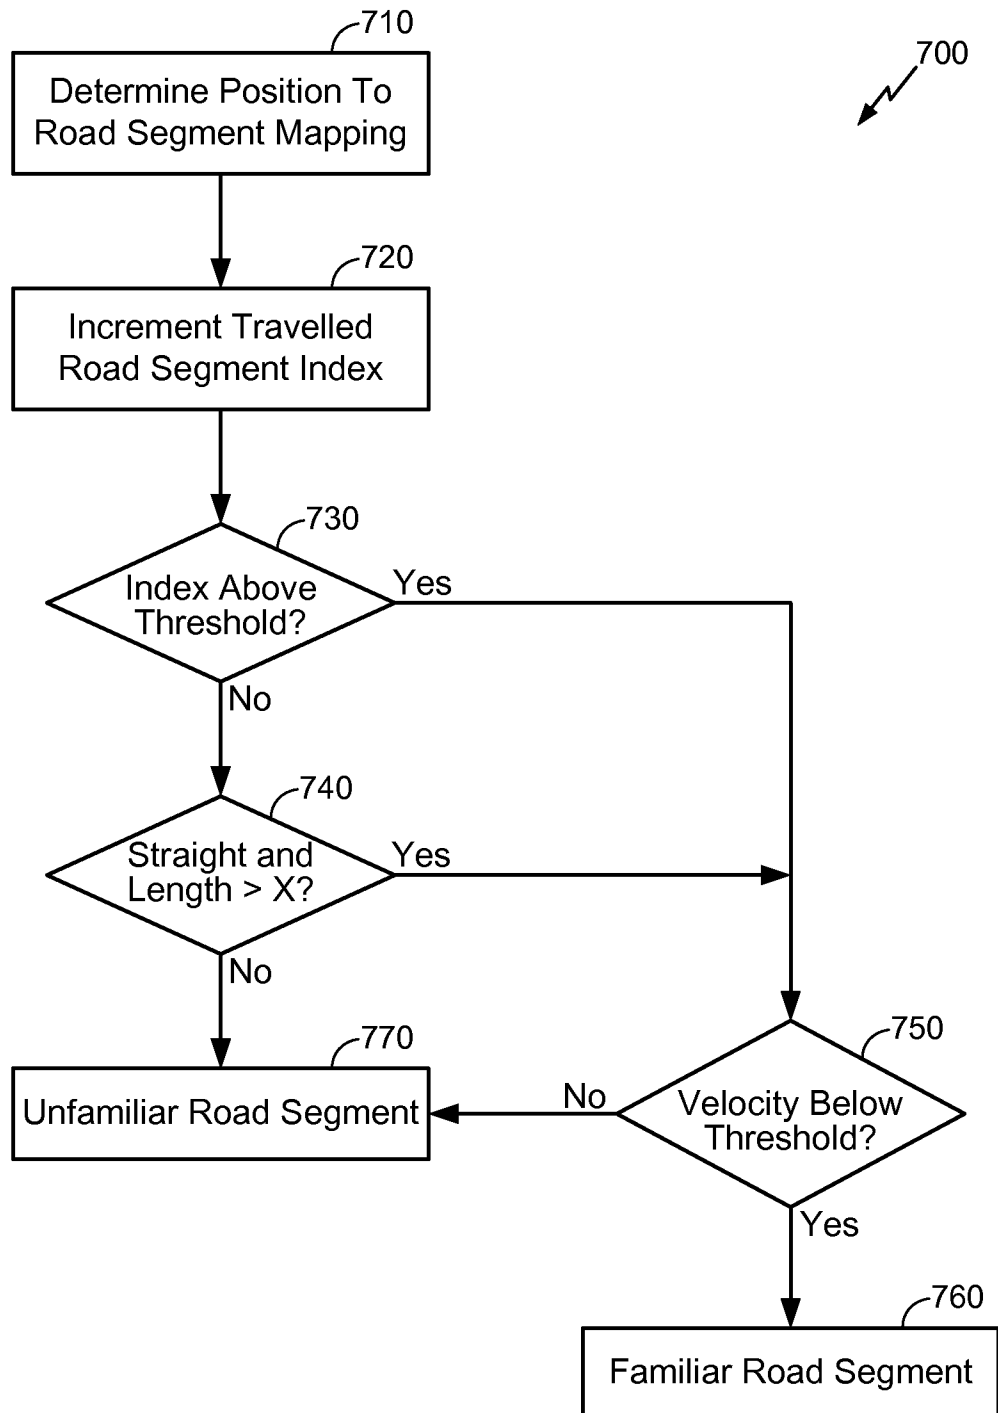 710
700
Determine Position To
Road Segment Mapping
720
Increment Travelled
Road Segment Index
730
Index Above
Threshold?
Yes
No
740
Straight and
Length > X?
Yes
No
770
Unfamiliar Road Segment
750
No
Velocity Below
Threshold?
Yes
760
Familiar Road Segment